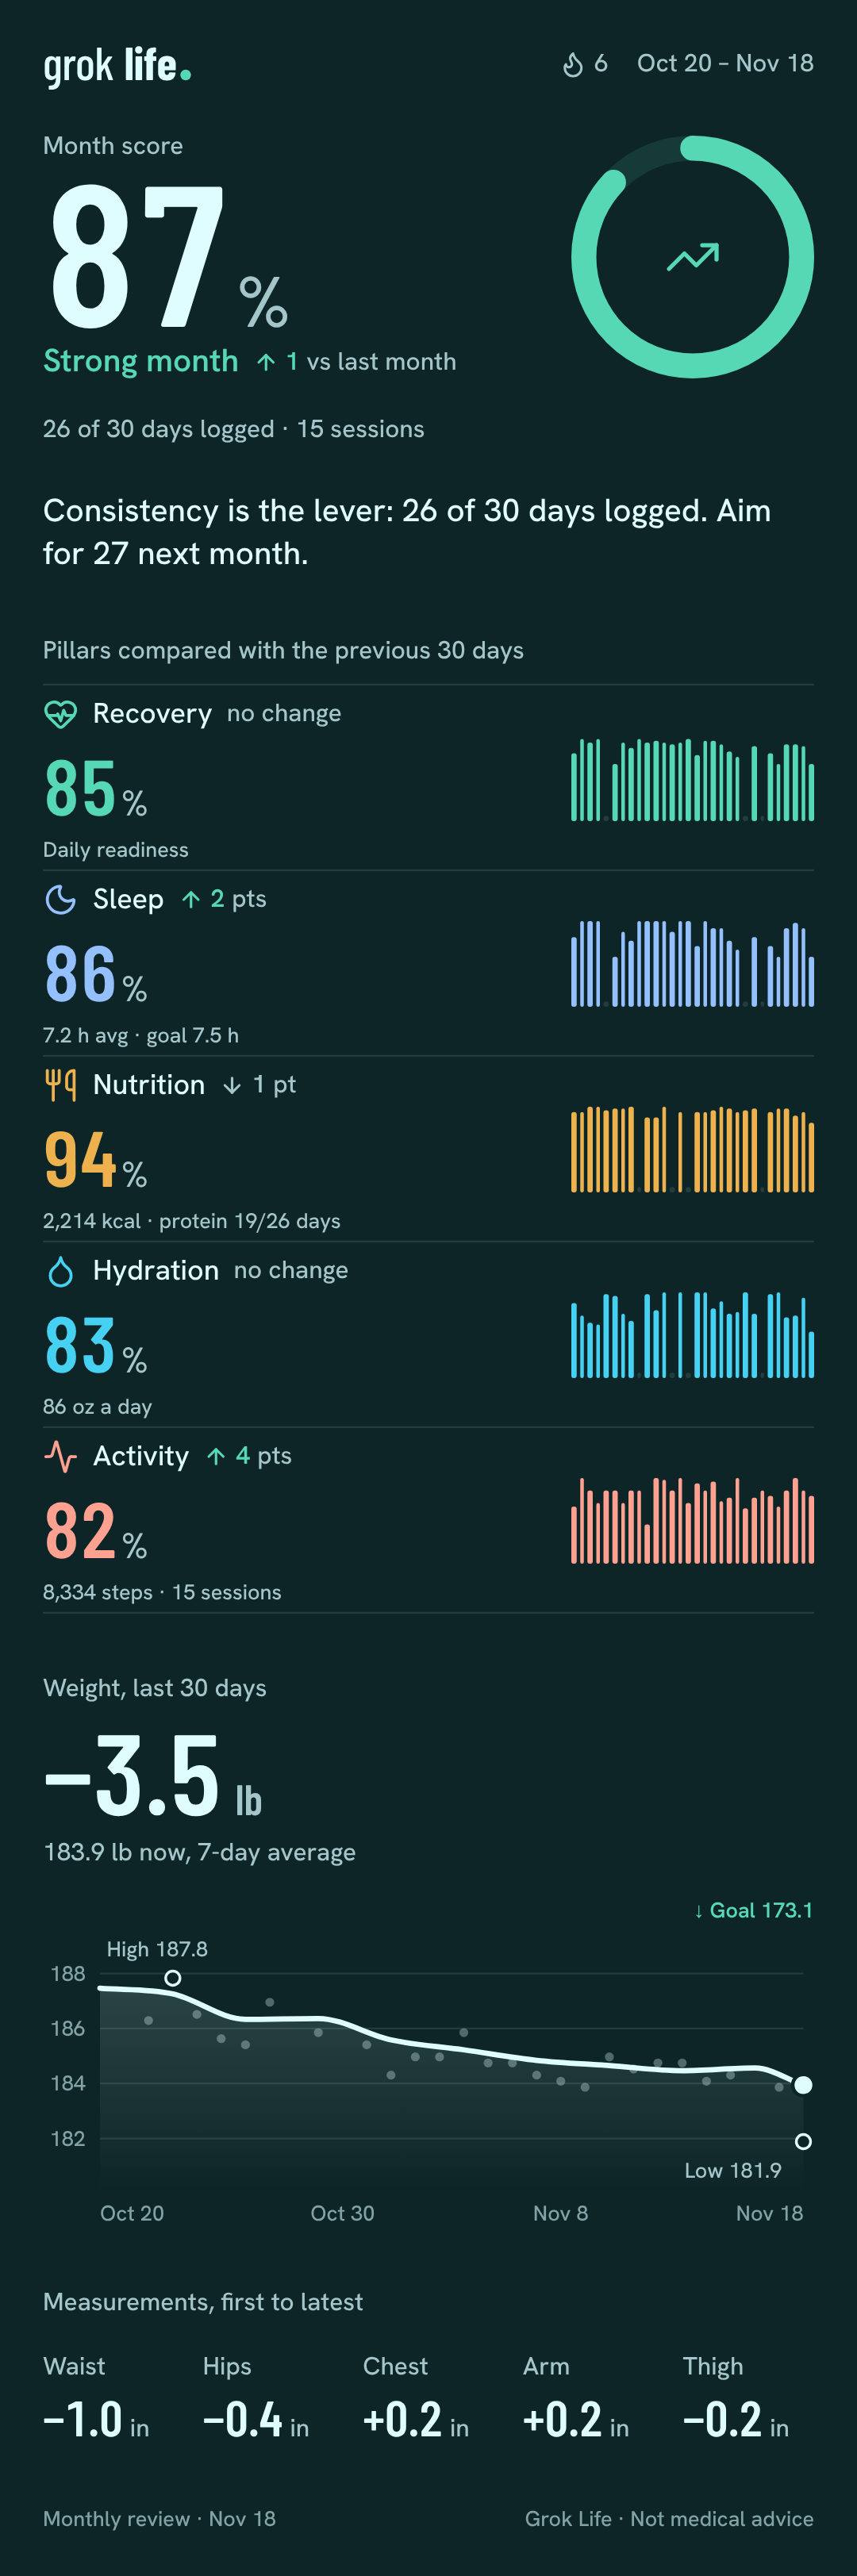 grok life.
6 Oct 20 – Nov 18
Month score
87 %
Strong month ↑ 1 vs last month
26 of 30 days logged · 15 sessions
Consistency is the lever: 26 of 30 days logged. Aim
for 27 next month.
Pillars compared with the previous 30 days
Recovery no change
85 %
Daily readiness
Sleep ↑ 2 pts
86 %
7.2 h avg · goal 7.5 h
Nutrition ↓ 1 pt
94 %
2,214 kcal · protein 19/26 days
Hydration no change
83 %
86 oz a day
Activity ↑ 4 pts
82 %
8,334 steps · 15 sessions
Weight, last 30 days
−3.5 lb
183.9 lb now, 7-day average
↓ Goal 173.1
High 187.8
188
186
184
182
Low 181.9
Oct 20 Oct 30 Nov 8 Nov 18
Measurements, first to latest
Waist Hips Chest Arm Thigh
−1.0 in −0.4 in +0.2 in +0.2 in −0.2 in
Monthly review · Nov 18 Grok Life · Not medical advice